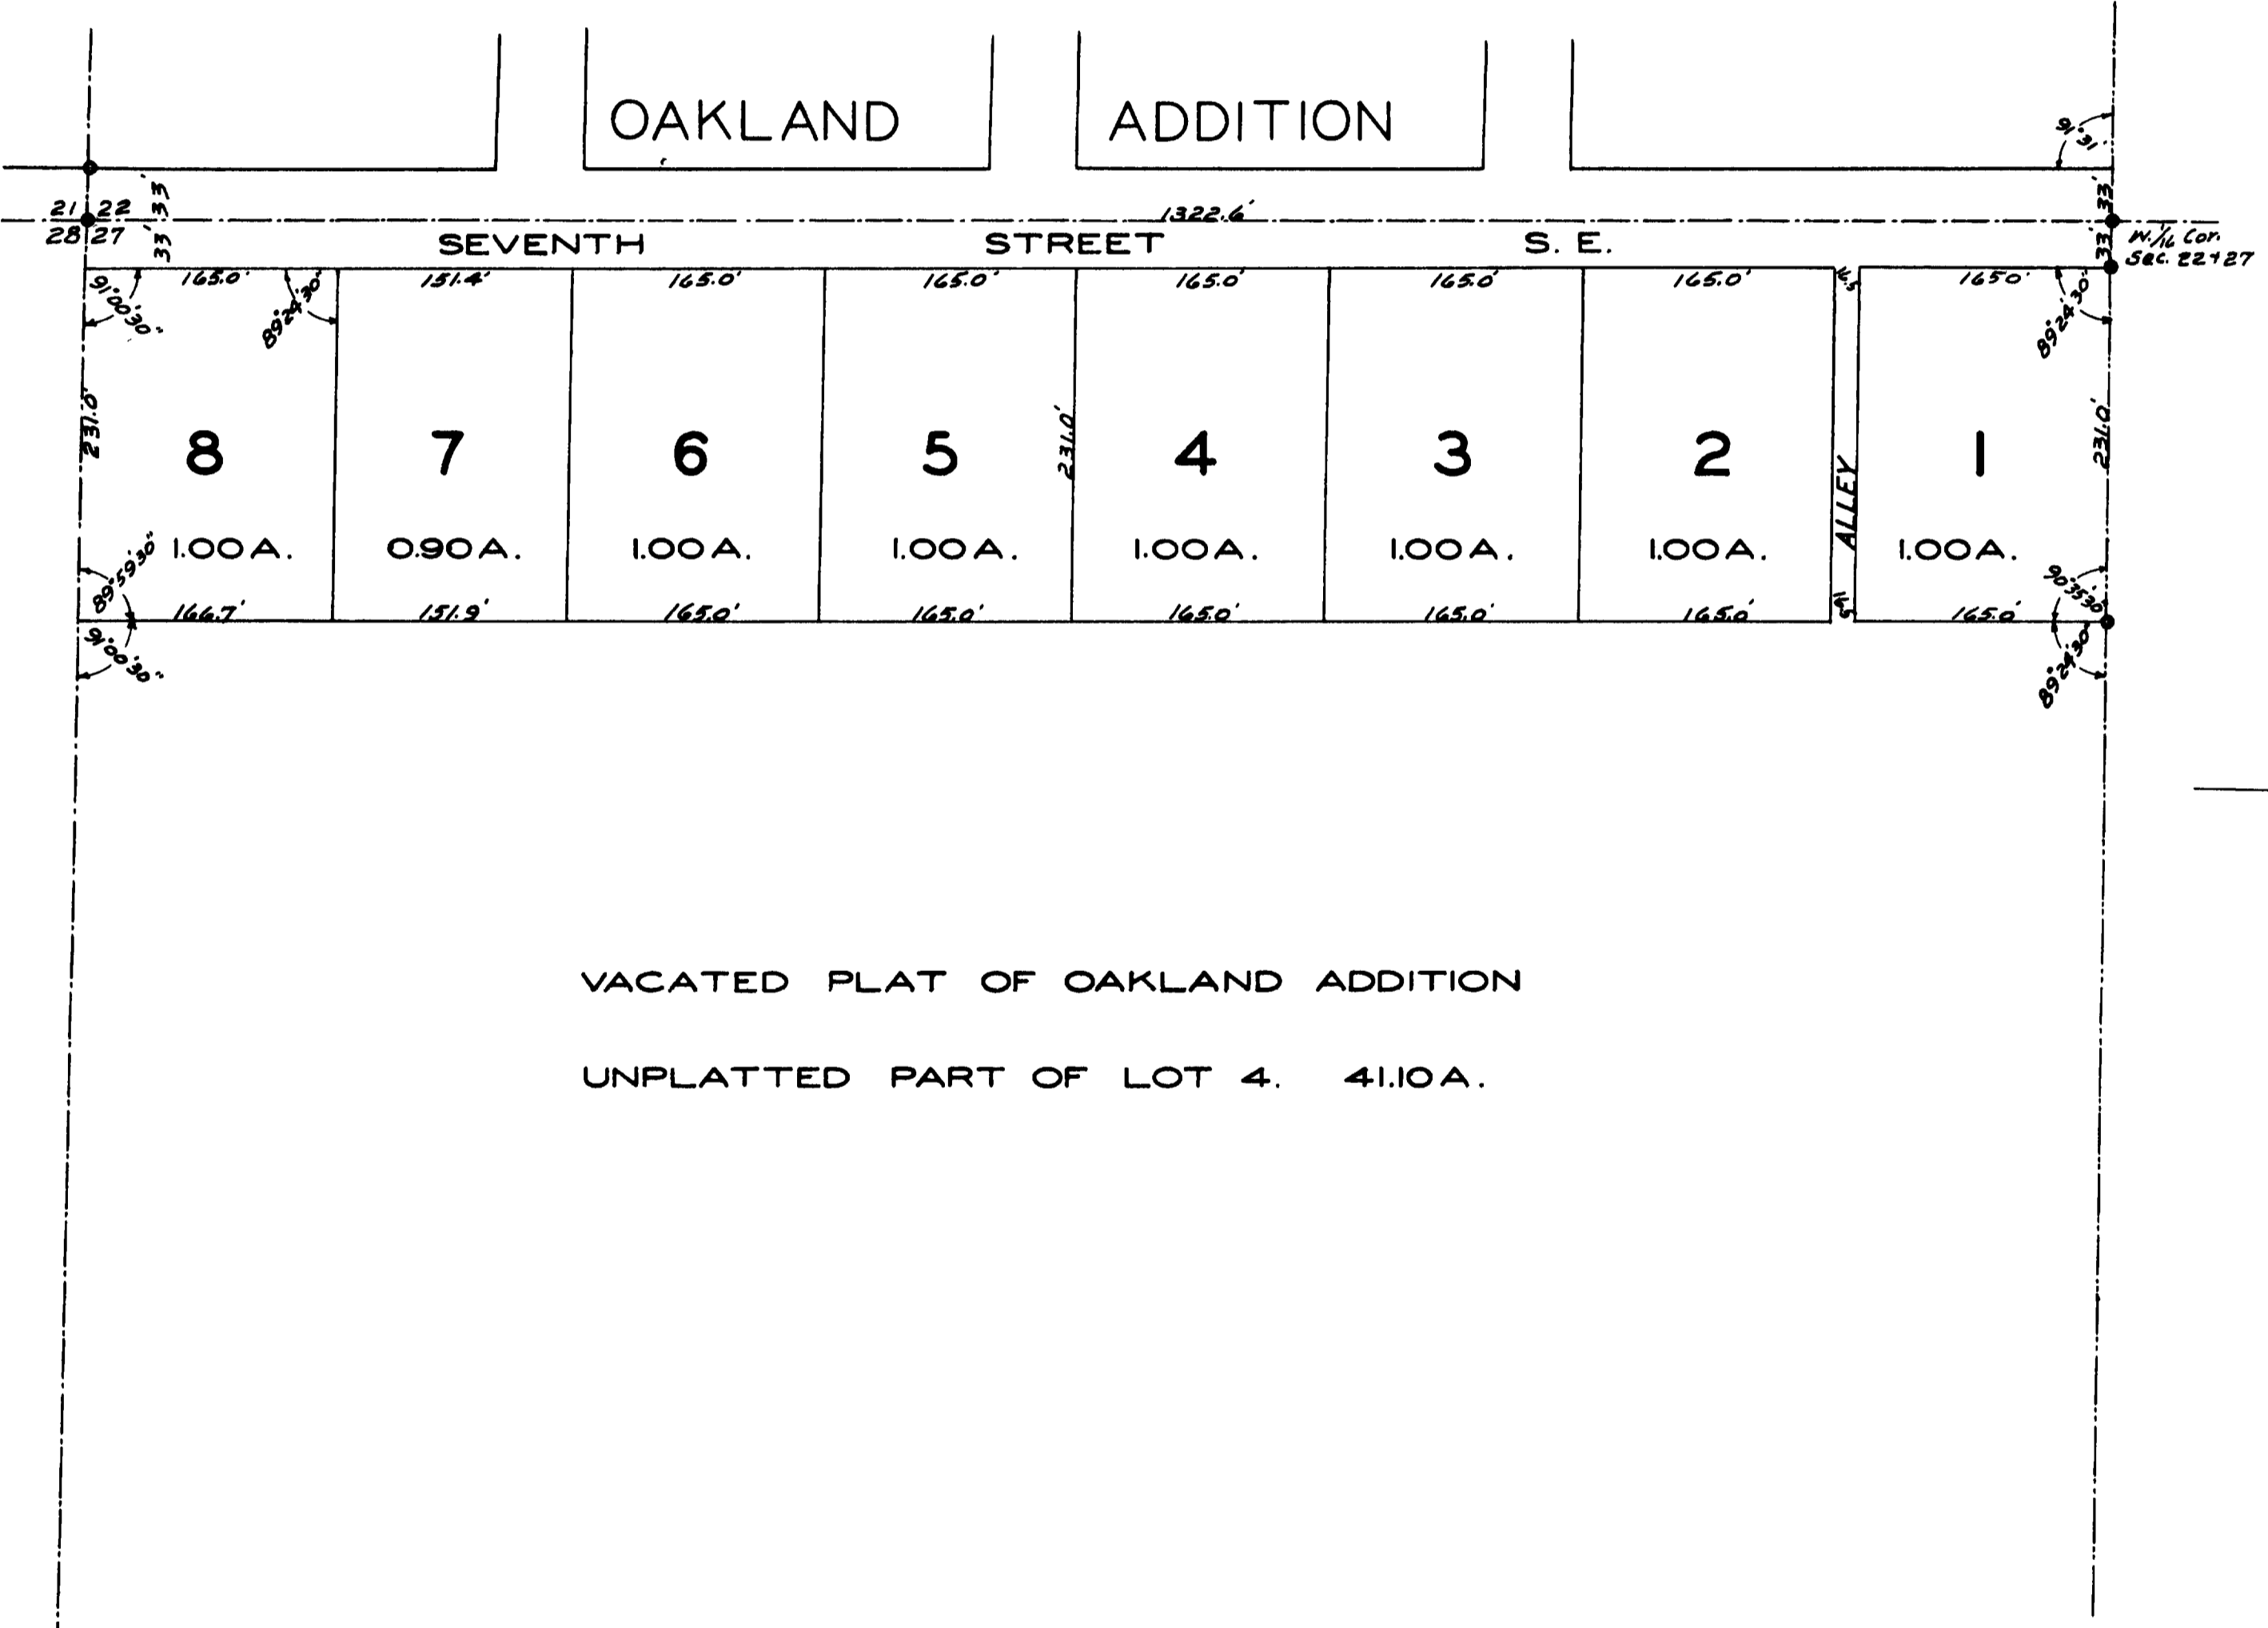 OAKLAND ADDITION
91°31'
21 22
33' 33'
1322.6'
33'
28 27
SEVENTH STREET S. E.
33'
W.1/16 Cor.
Sec. 22+27
165.0' 151.4' 165.0' 165.0' 165.0' 165.0' 165.0' 165.0'
91°00'30" 89°24'30" 89°24'30"
231.0' 231.0' 231.0'
8 7 6 5 4 3 2 ALLEY 1
1.00A. 0.90A. 1.00A. 1.00A. 1.00A. 1.00A. 1.00A. 1.00A.
89°59'30" 90°35'30"
166.7' 151.9' 165.0' 165.0' 165.0' 165.0' 165.0' 16.5' 165.0'
91°00'30" 89°24'30"
VACATED PLAT OF OAKLAND ADDITION
UNPLATTED PART OF LOT 4. 41.10A.